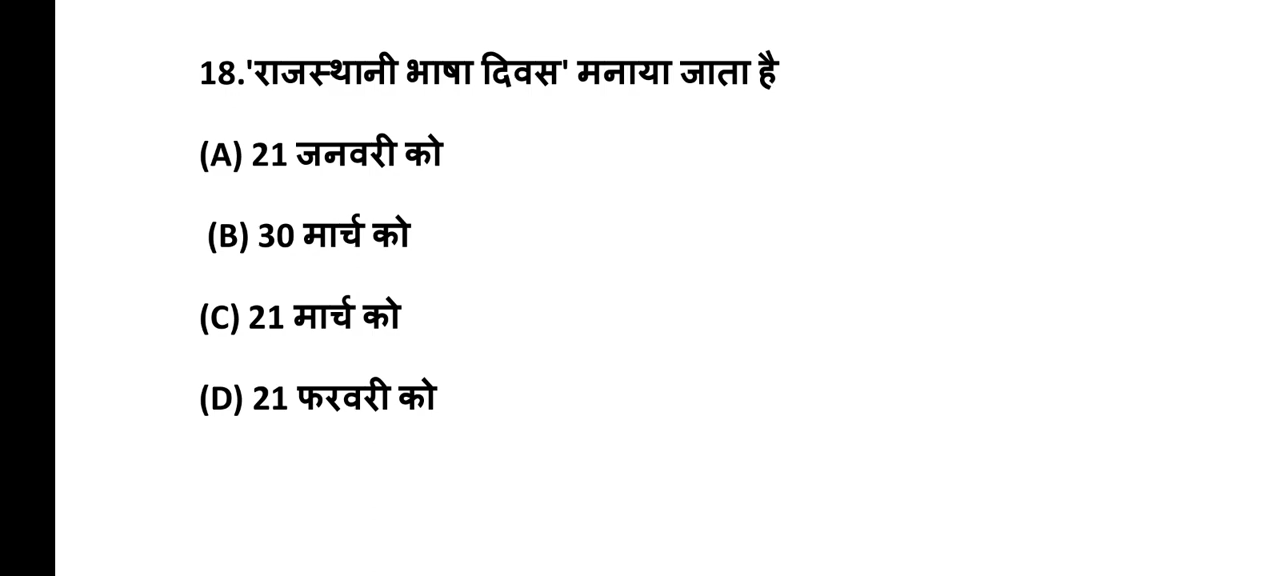 18.'राजस्थानी भाषा दिवस' मनाया जाता है
(A) 21 जनवरी को
(B) 30 मार्च को
(C) 21 मार्च को
(D) 21 फरवरी को